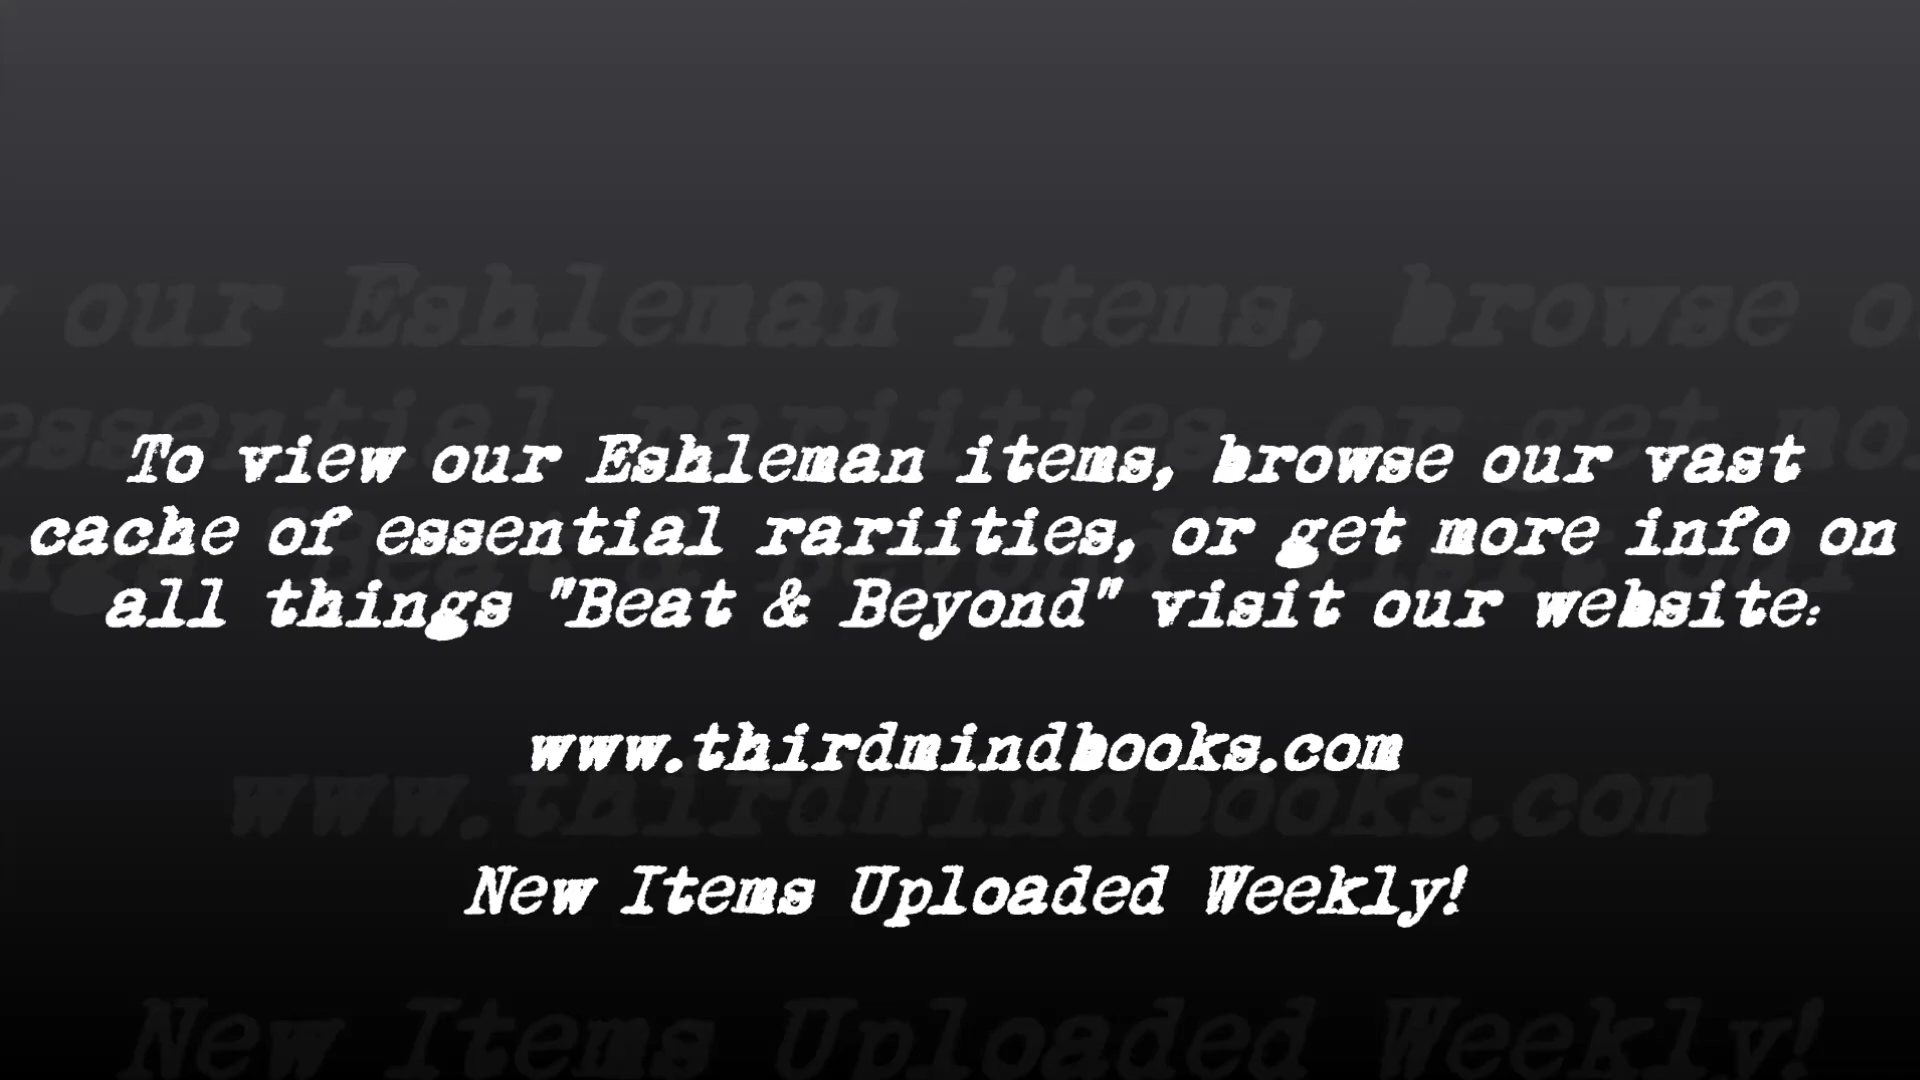 To view our Eshleman items, browse our vast
cache of essential rariities, or get more info on
all things "Beat & Beyond" visit our website:
www.thirdmindbooks.com
New Items Uploaded Weekly!